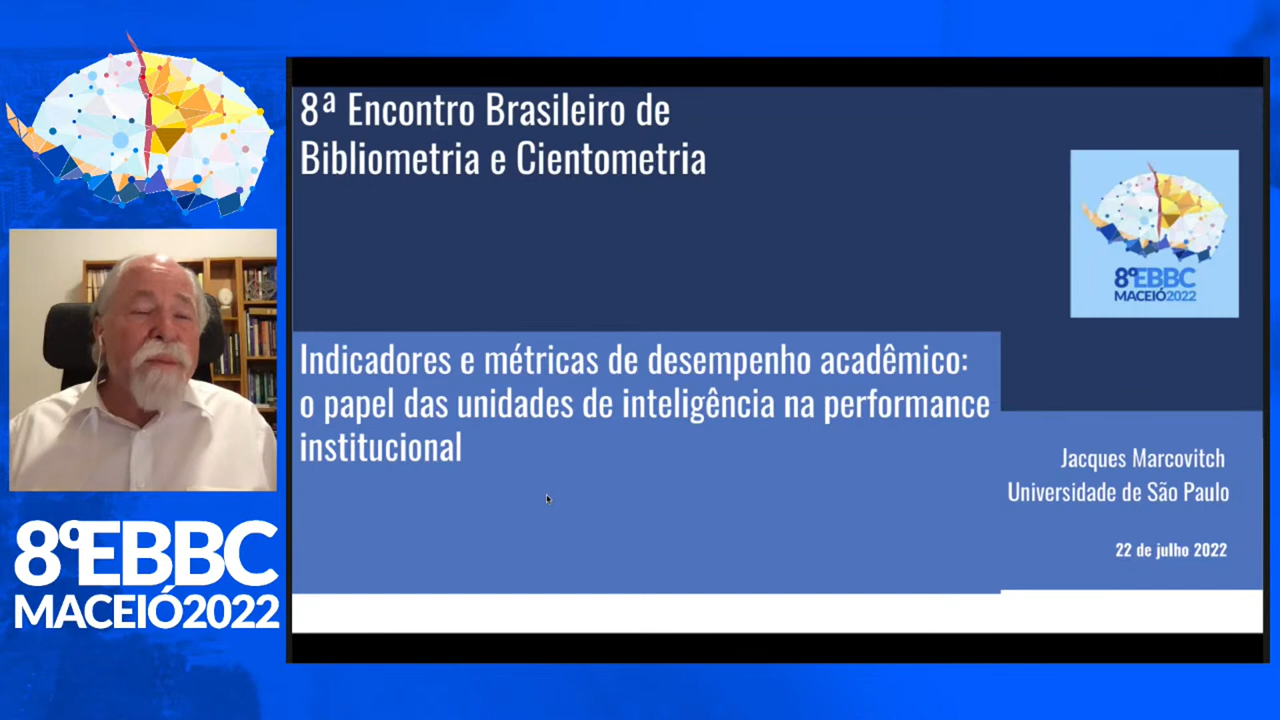 8ª Encontro Brasileiro de
Bibliometria e Cientometria
8ºEBBC
MACEIÓ2022
Indicadores e métricas de desempenho acadêmico:
o papel das unidades de inteligência na performance
institucional
Jacques Marcovitch
Universidade de São Paulo
22 de julho 2022
8ºEBBC
MACEIÓ2022